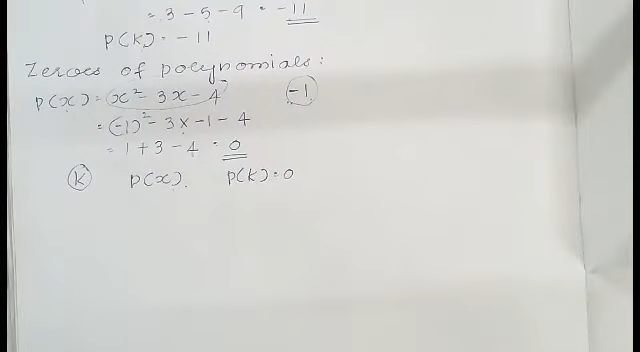 = 3 - 5 - 9 = -11
P(K) = -11
Zeroes of polynomials:
P(x) = x² - 3x - 4 -1
= (-1)² - 3 x -1 - 4
= 1 + 3 - 4 = 0
K P(x). P(K) = 0